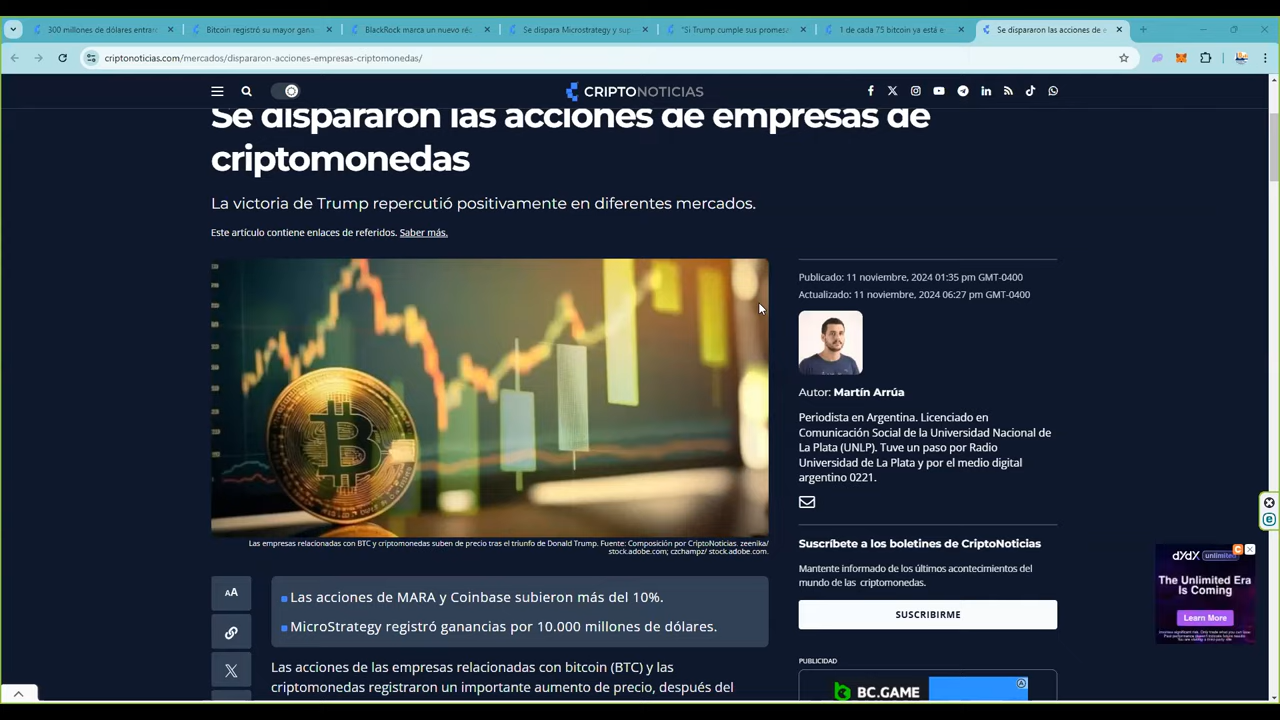 300 millones de dólares entrar
Bitcoin registró su mayor gana
BlackRock marca un nuevo réc
Se dispara Microstrategy y sup
"Si Trump cumple sus promesa
1 de cada 75 bitcoin ya está e
Se dispararon las acciones de e
criptonoticias.com/mercados/dispararon-acciones-empresas-criptomonedas/
CRIPTONOTICIAS
Se dispararon las acciones de empresas de
criptomonedas
La victoria de Trump repercutió positivamente en diferentes mercados.
Este artículo contiene enlaces de referidos. Saber más.
Las empresas relacionadas con BTC y criptomonedas suben de precio tras el triunfo de Donald Trump. Fuente: Composición por CriptoNoticias. zeenika/
stock.adobe.com; czchampz/ stock.adobe.com.
AA
Las acciones de MARA y Coinbase subieron más del 10%.
MicroStrategy registró ganancias por 10.000 millones de dólares.
Las acciones de las empresas relacionadas con bitcoin (BTC) y las
criptomonedas registraron un importante aumento de precio, después del
Publicado: 11 noviembre, 2024 01:35 pm GMT-0400
Actualizado: 11 noviembre, 2024 06:27 pm GMT-0400
Autor: Martín Arrúa
Periodista en Argentina. Licenciado en
Comunicación Social de la Universidad Nacional de
La Plata (UNLP). Tuve un paso por Radio
Universidad de La Plata y por el medio digital
argentino 0221.
Suscríbete a los boletines de CriptoNoticias
Mantente informado de los últimos acontecimientos del
mundo de las criptomonedas.
SUSCRIBIRME
PUBLICIDAD
BC.GAME
dYdX unlimited
The Unlimited Era
Is Coming
Learn More